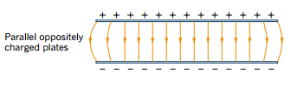 + + + + + + + + + + + + +
Parallel oppositely
charged plates
− − − − − − − − − − − − −